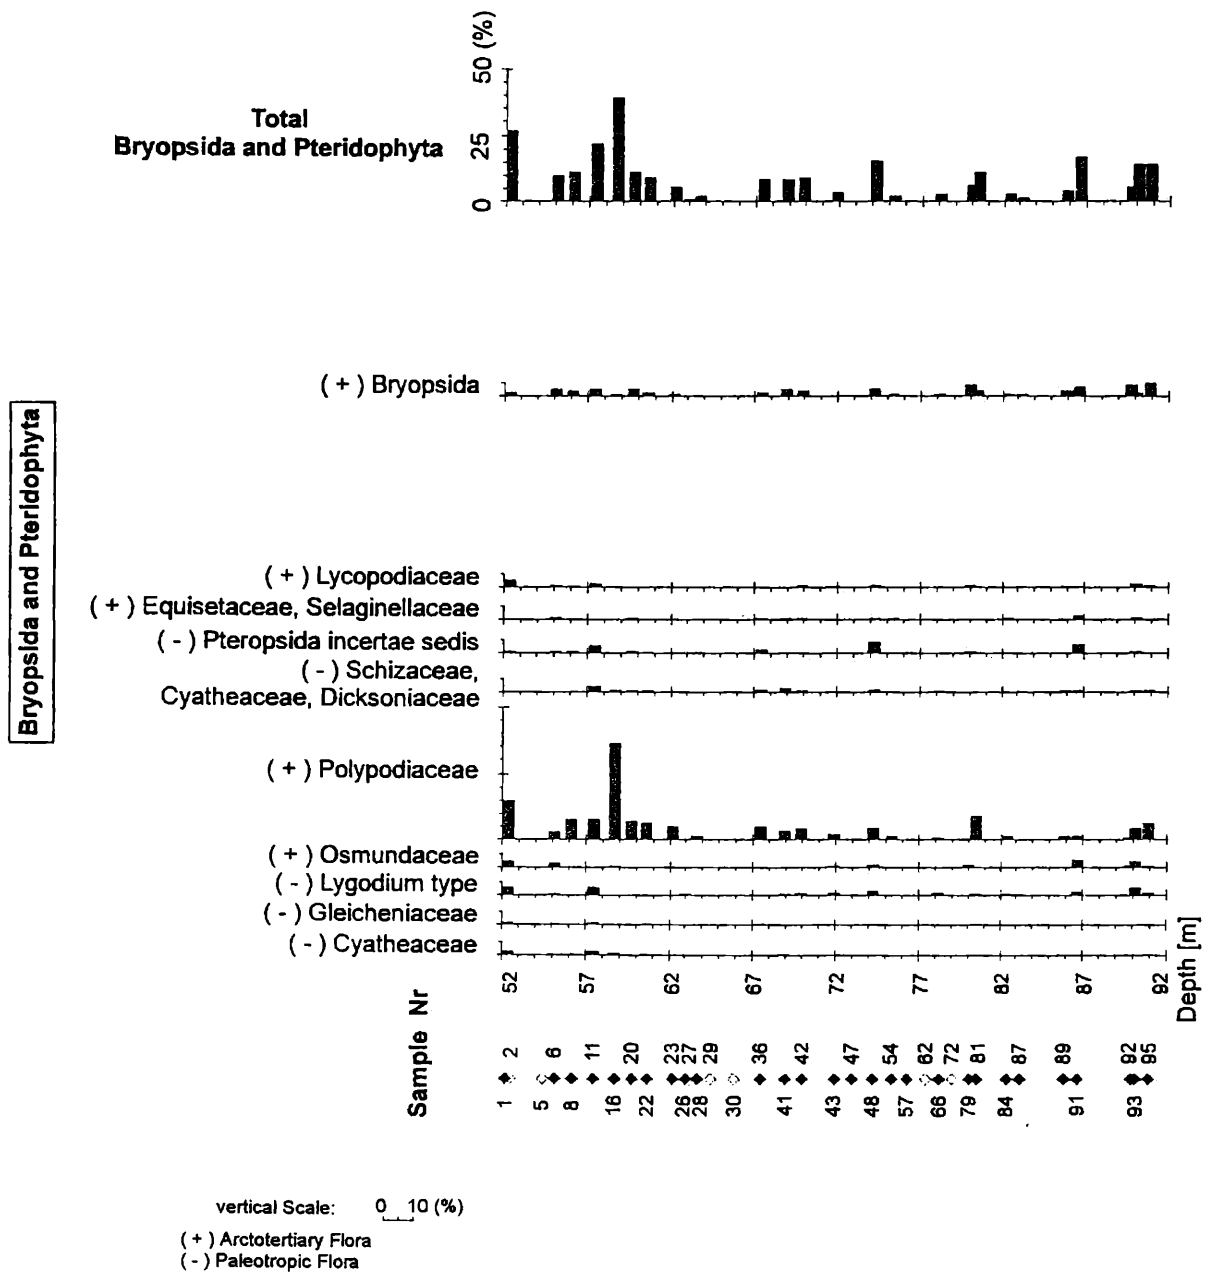 50 (%)
25
0
Total
Bryopsida and Pteridophyta
Bryopsida and Pteridophyta
( + ) Bryopsida
( + ) Lycopodiaceae
( + ) Equisetaceae, Selaginellaceae
( - ) Pteropsida incertae sedis
( - ) Schizaceae,
Cyatheaceae, Dicksoniaceae
( + ) Polypodiaceae
( + ) Osmundaceae
( - ) Lygodium type
( - ) Gleicheniaceae
( - ) Cyatheaceae
52 57 62 67 72 77 82 87 92
Depth [m]
Sample Nr
2 6 11 20 23 27 29 36 42 47 54 62 72 81 87 89 92 95
1 5 8 16 22 26 28 30 41 43 48 57 66 79 84 91 93
vertical Scale: 0 10 (%)
( + ) Arctotertiary Flora
( - ) Paleotropic Flora